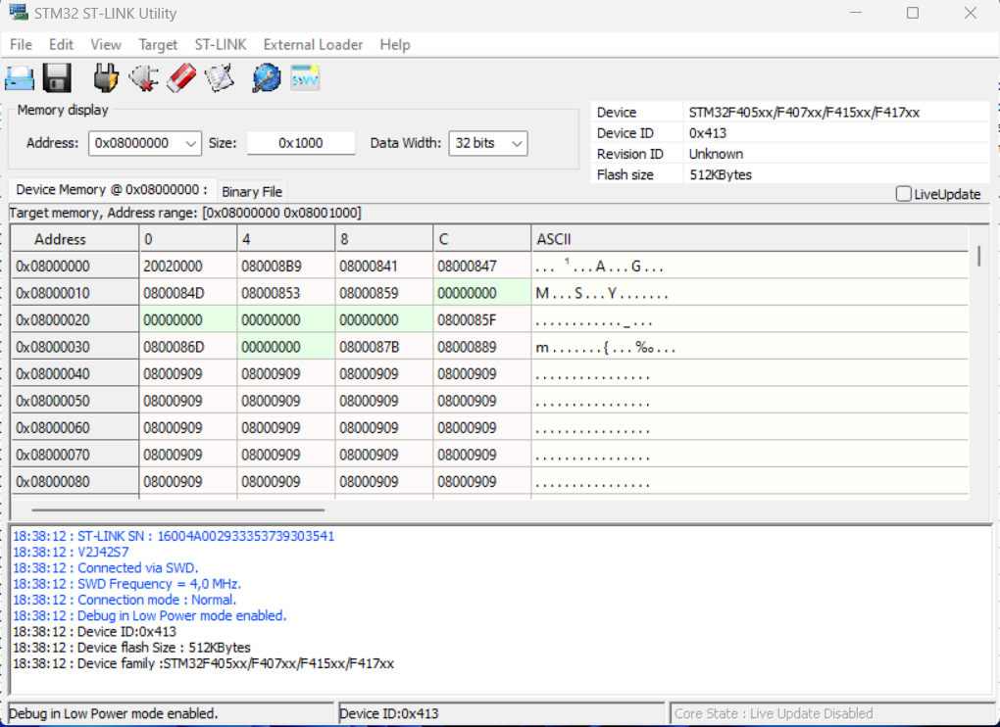 STM32 ST-LINK Utility
File Edit View Target ST-LINK External Loader Help
SWV
Memory display
Address: 0x08000000 Size: 0x1000 Data Width: 32 bits
Device STM32F405xx/F407xx/F415xx/F417xx
Device ID 0x413
Revision ID Unknown
Flash size 512KBytes
Device Memory @ 0x08000000 : Binary File
LiveUpdate
Target memory, Address range: [0x08000000 0x08001000]
Address 0 4 8 C ASCII
0x08000000 20020000 080008B9 08000841 08000847 ... ¹...A...G...
0x08000010 0800084D 08000853 08000859 00000000 M...S...Y.......
0x08000020 00000000 00000000 00000000 0800085F ............_...
0x08000030 0800086D 00000000 0800087B 08000889 m.......{...‰...
0x08000040 08000909 08000909 08000909 08000909 ................
0x08000050 08000909 08000909 08000909 08000909 ................
0x08000060 08000909 08000909 08000909 08000909 ................
0x08000070 08000909 08000909 08000909 08000909 ................
0x08000080 08000909 08000909 08000909 08000909 ................
18:38:12 : ST-LINK SN : 16004A002933353739303541
18:38:12 : V2J42S7
18:38:12 : Connected via SWD.
18:38:12 : SWD Frequency = 4,0 MHz.
18:38:12 : Connection mode : Normal.
18:38:12 : Debug in Low Power mode enabled.
18:38:12 : Device ID:0x413
18:38:12 : Device flash Size : 512KBytes
18:38:12 : Device family :STM32F405xx/F407xx/F415xx/F417xx
Debug in Low Power mode enabled. Device ID:0x413 Core State : Live Update Disabled